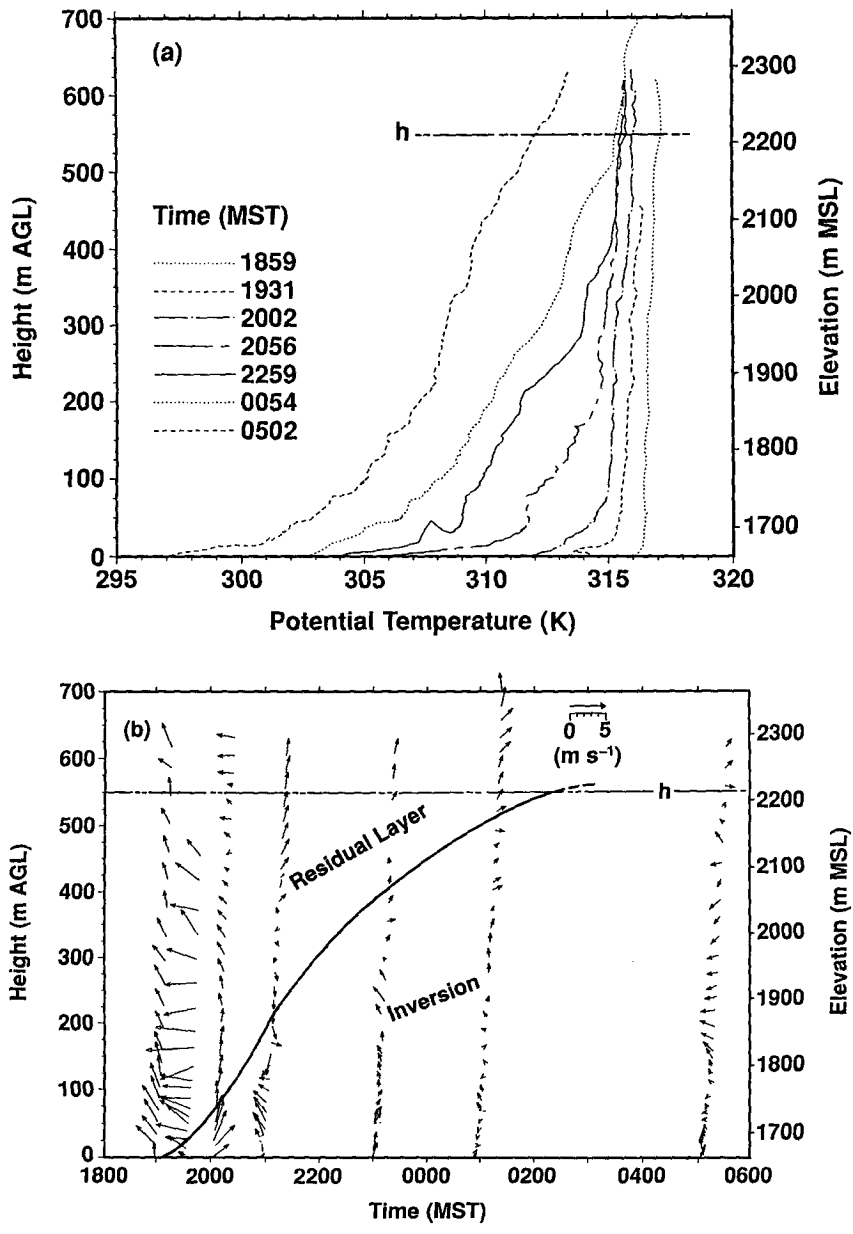 700
(a)
600
2300
h
2200
500
Time (MST)
2100
400
1859
1931
2000
2002
300
2056
2259
1900
200
0054
0502
1800
100
1700
0
295 300 305 310 315 320
Height (m AGL)
Elevation (m MSL)
Potential Temperature (K)
700
(b)
0 5
(m s⁻¹)
2300
600
h
2200
500
Residual Layer
2100
400
2000
300
Inversion
1900
200
1800
100
1700
0
1800 2000 2200 0000 0200 0400 0600
Height (m AGL)
Elevation (m MSL)
Time (MST)